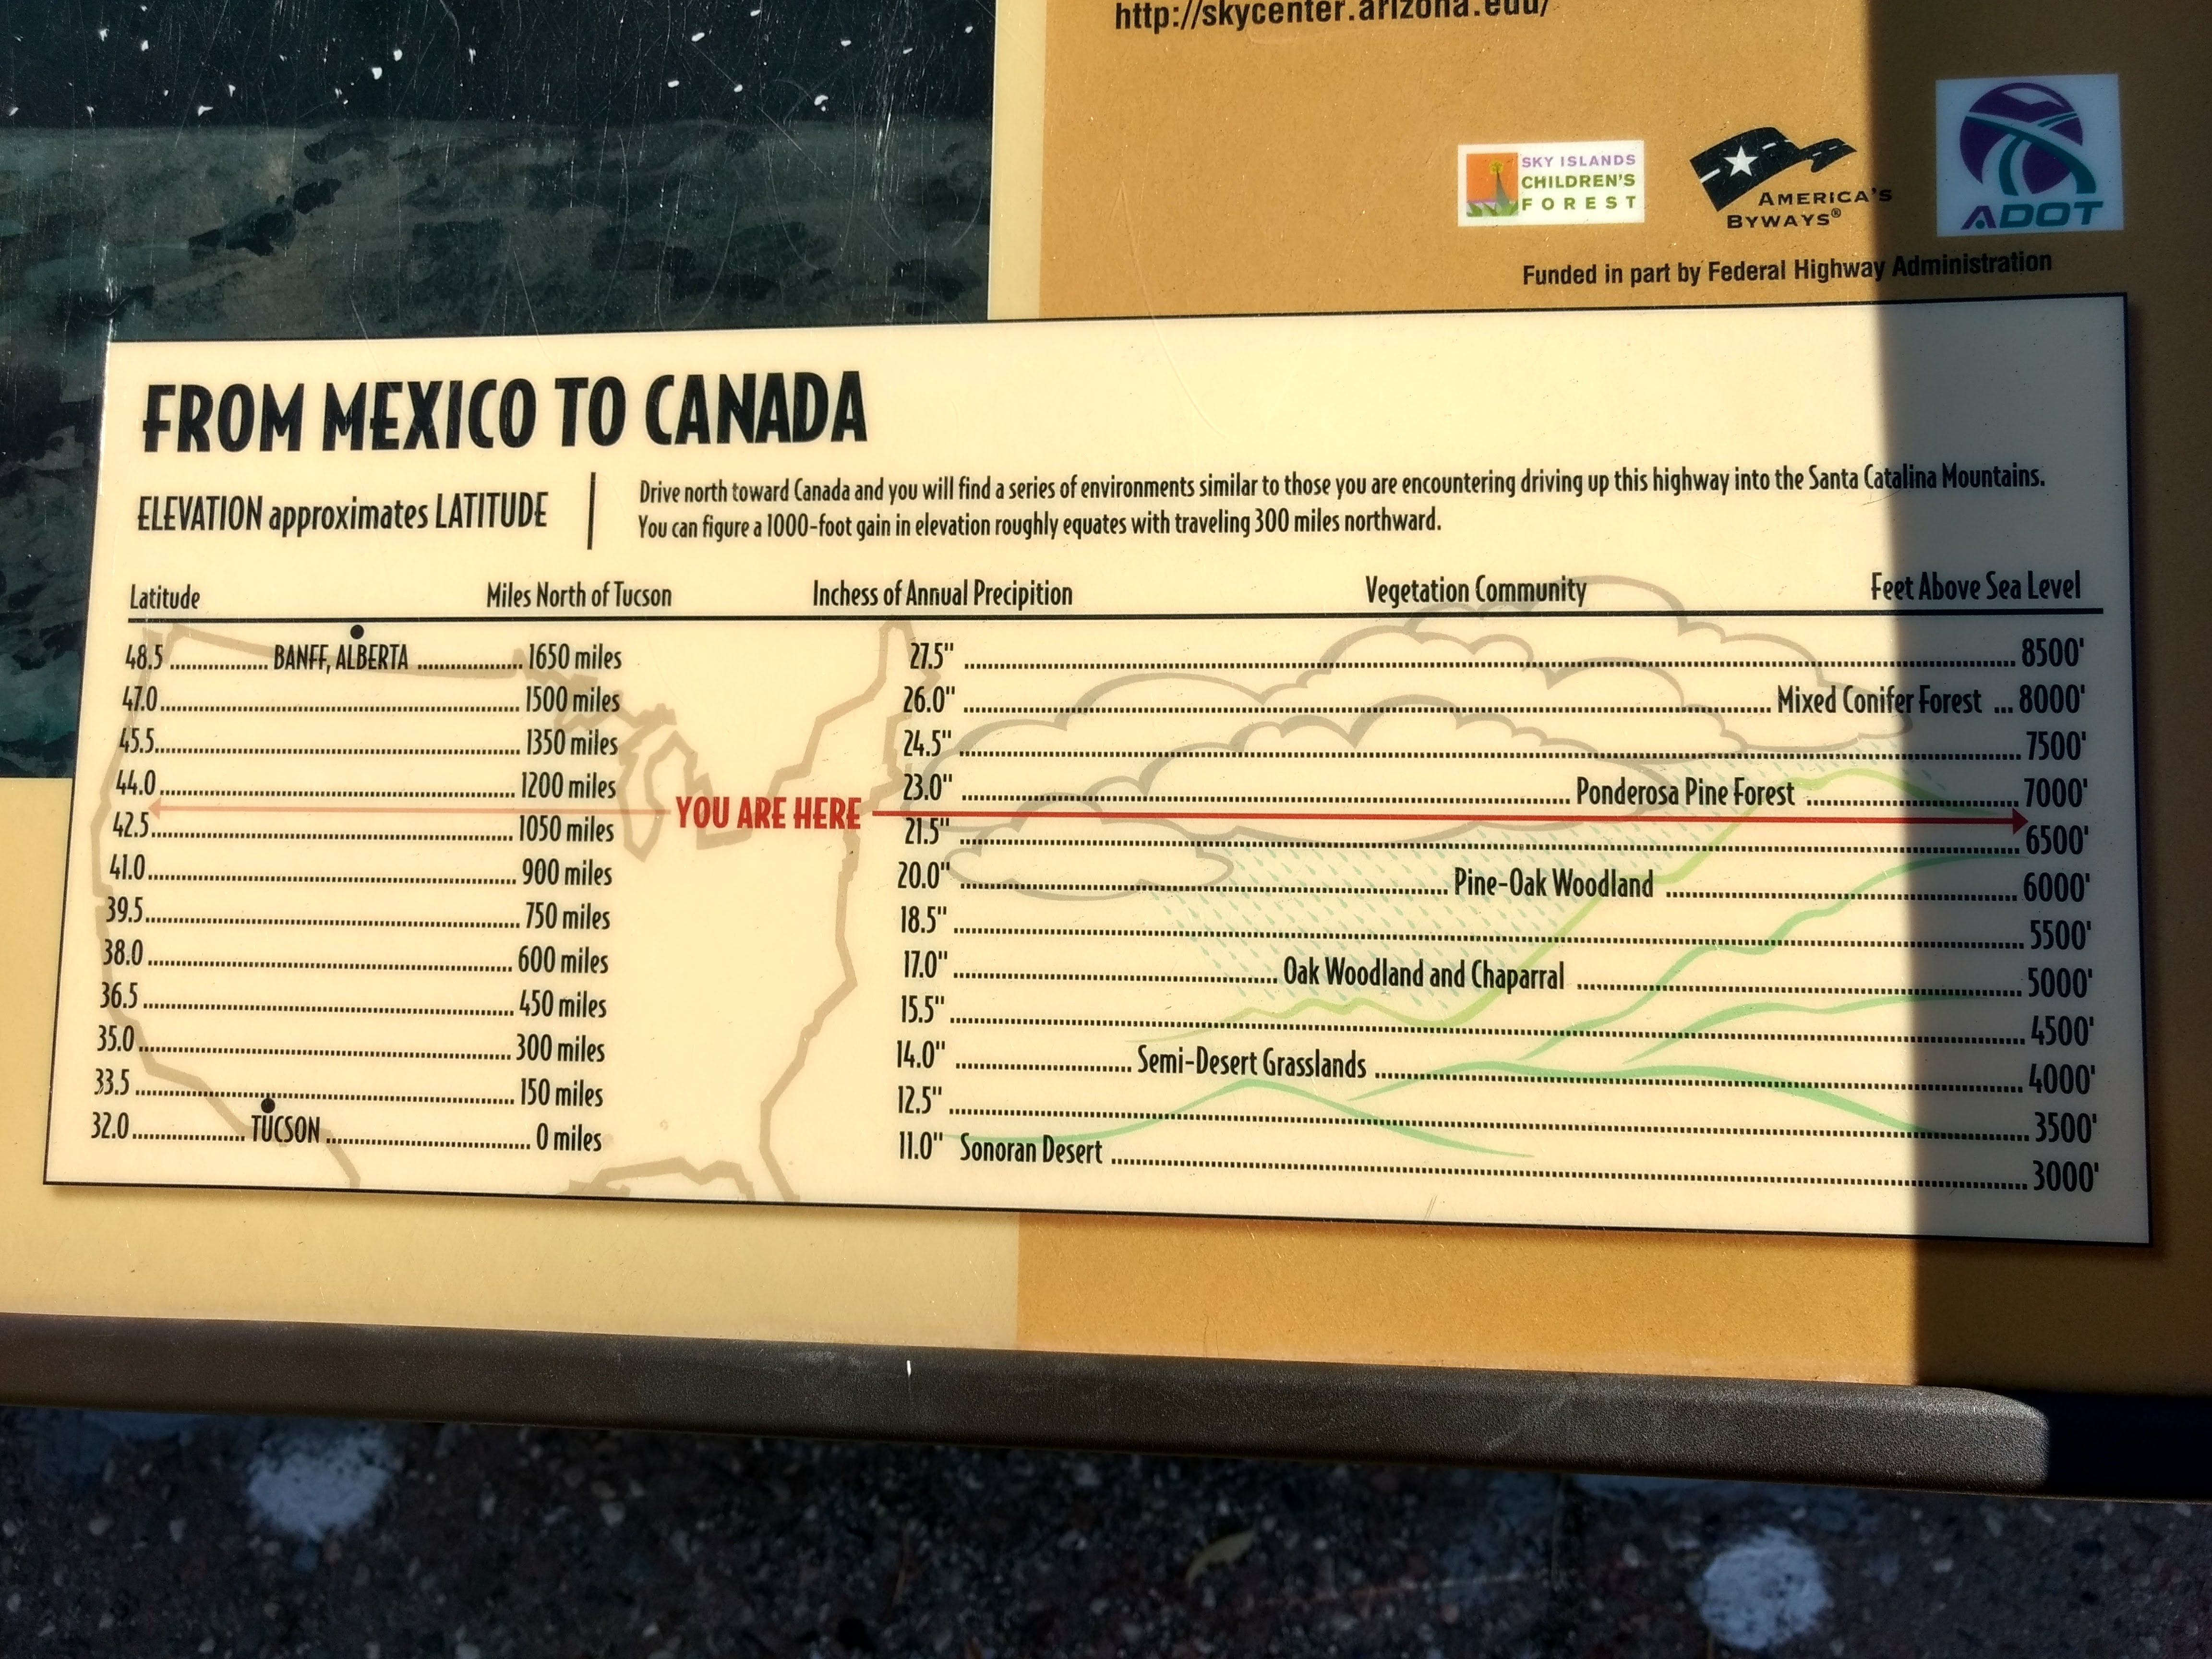 http://skycenter.arizona.edu/
SKY ISLANDS
CHILDREN'S
FOREST
AMERICA'S
BYWAYS®
ADOT
Funded in part by Federal Highway Administration
FROM MEXICO TO CANADA
ELEVATION approximates LATITUDE
Drive north toward Canada and you will find a series of environments similar to those you are encountering driving up this highway into the Santa Catalina Mountains.
You can figure a 1000-foot gain in elevation roughly equates with traveling 300 miles northward.
Latitude Miles North of Tucson Inchess of Annual Precipition Vegetation Community Feet Above Sea Level
48.5 BANFF, ALBERTA 1650 miles 27.5" 8500'
47.0 1500 miles 26.0" Mixed Conifer Forest 8000'
45.5 1350 miles 24.5" 7500'
44.0 1200 miles 23.0" Ponderosa Pine Forest 7000'
YOU ARE HERE
42.5 1050 miles 21.5" 6500'
41.0 900 miles 20.0" Pine-Oak Woodland 6000'
39.5 750 miles 18.5" 5500'
38.0 600 miles 17.0" Oak Woodland and Chaparral 5000'
36.5 450 miles 15.5" 4500'
35.0 300 miles 14.0" Semi-Desert Grasslands 4000'
33.5 150 miles 12.5" 3500'
32.0 TUCSON 0 miles 11.0" Sonoran Desert 3000'